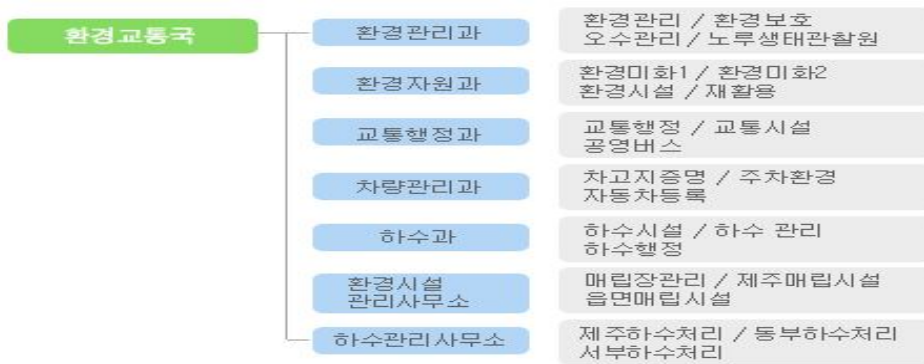 환경교통국
환경관리과
환경관리 / 환경보호
오수관리 / 노루생태관찰원
환경자원과
환경미화1 / 환경미화2
환경시설 / 재활용
교통행정과
교통행정 / 교통시설
공영버스
차량관리과
차고지증명 / 주차환경
자동차등록
하수과
하수시설 / 하수 관리
하수행정
환경시설
관리사무소
매립장관리 / 제주매립시설
읍면매립시설
하수관리사무소
제주하수처리 / 동부하수처리
서부하수처리